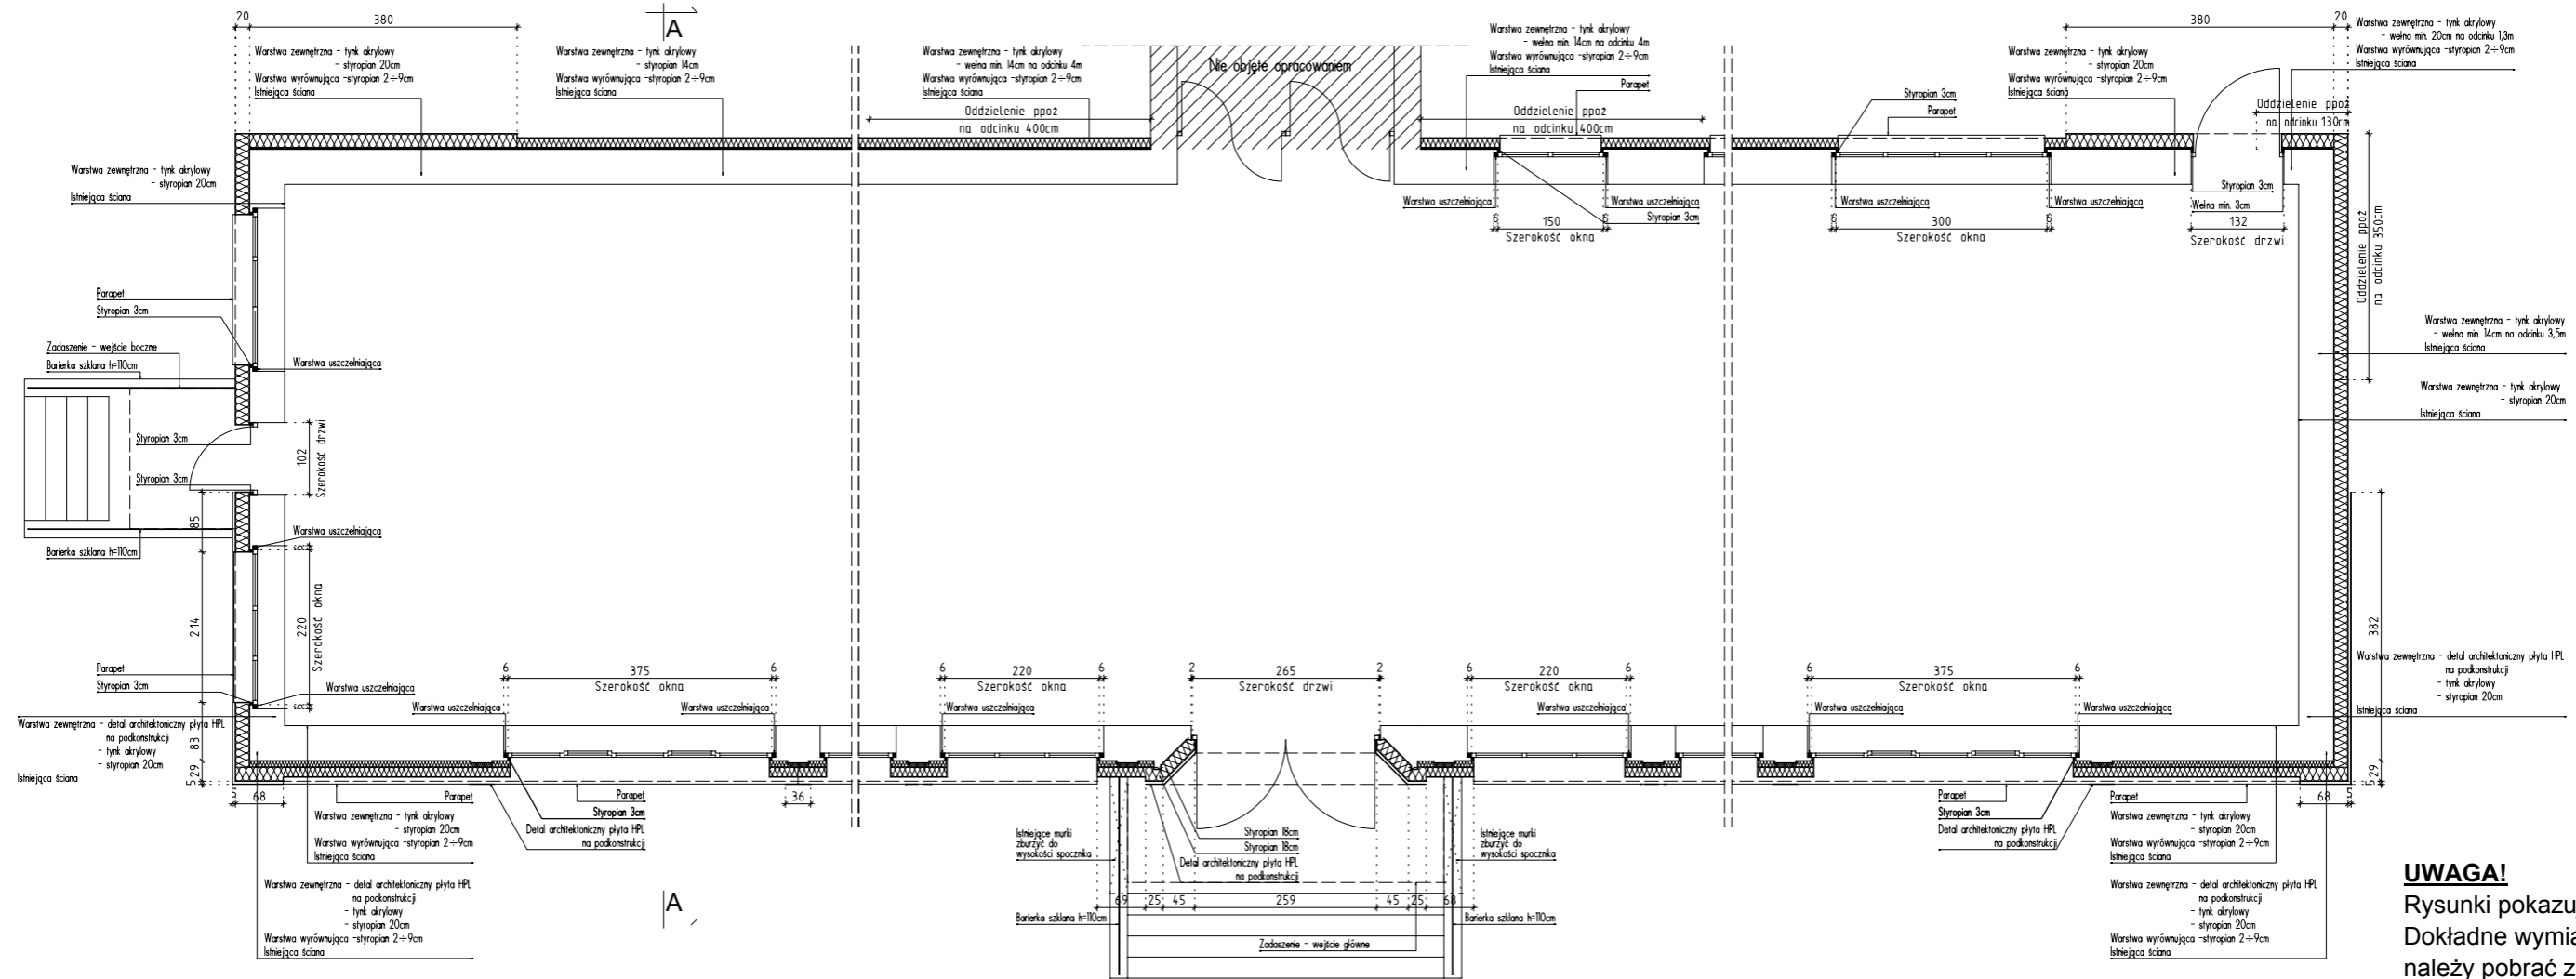 20
380
A
380
20
Warstwa zewnętrzna - tynk akrylowy
- styropian 20cm
Warstwa wyrównująca -styropian 2÷9cm
Istniejąca ściana
Warstwa zewnętrzna - tynk akrylowy
- styropian 14cm
Warstwa wyrównująca -styropian 2÷9cm
Istniejąca ściana
Warstwa zewnętrzna - tynk akrylowy
- wełna min. 14cm na odcinku 4m
Warstwa wyrównująca -styropian 2÷9cm
Istniejąca ściana
Oddzielenie ppoż
na odcinku 400cm
Nie objęte opracowaniem
Warstwa zewnętrzna - tynk akrylowy
- wełna min. 14cm na odcinku 4m
Warstwa wyrównująca -styropian 2÷9cm
Istniejąca ściana
Parapet
Oddzielenie ppoż
na odcinku 400cm
Styropian 3cm
Parapet
Warstwa zewnętrzna - tynk akrylowy
- styropian 20cm
Warstwa wyrównująca -styropian 2÷9cm
Istniejąca ściana
Warstwa zewnętrzna - tynk akrylowy
- wełna min. 20cm na odcinku 1,3m
Warstwa wyrównująca -styropian 2÷9cm
Istniejąca ściana
Oddzielenie ppoż
na odcinku 130cm
Warstwa zewnętrzna - tynk akrylowy
- styropian 20cm
Istniejąca ściana
Warstwa uszczelniająca
Warstwa uszczelniająca
Styropian 3cm
6
150
6
Szerokość okna
Warstwa uszczelniająca
Warstwa uszczelniająca
6
300
6
Szerokość okna
Styropian 3cm
Wełna min. 3cm
132
Szerokość drzwi
Oddzielenie ppoż
na odcinku 350cm
Parapet
Styropian 3cm
Zadaszenie - wejście boczne
Barierka szklana h=110cm
Warstwa uszczelniająca
Warstwa zewnętrzna - tynk akrylowy
- wełna min. 14cm na odcinku 3,5m
Istniejąca ściana
Warstwa zewnętrzna - tynk akrylowy
- styropian 20cm
Istniejąca ściana
Styropian 3cm
Styropian 3cm
102
Szerokość drzwi
85
Warstwa uszczelniająca
Barierka szklana h=110cm
5
220
Szerokość okna
5
214
382
Parapet
Styropian 3cm
Warstwa uszczelniająca
Warstwa zewnętrzna - detal architektoniczny płyta HPL
na podkonstrukcji
- tynk akrylowy
- styropian 20cm
Istniejąca ściana
83
29
5
5
68
6
375
6
Szerokość okna
Warstwa uszczelniająca
Warstwa uszczelniająca
6
220
6
Szerokość okna
Warstwa uszczelniająca
2
265
2
Szerokość drzwi
6
220
6
Szerokość okna
Warstwa uszczelniająca
6
375
6
Szerokość okna
Warstwa uszczelniająca
Warstwa uszczelniająca
Warstwa zewnętrzna - detal architektoniczny płyta HPL
na podkonstrukcji
- tynk akrylowy
- styropian 20cm
Istniejąca ściana
29
5
68
5
Parapet
Parapet
36
Styropian 3cm
Detal architektoniczny płyta HPL
na podkonstrukcji
Warstwa zewnętrzna - tynk akrylowy
- styropian 20cm
Warstwa wyrównująca -styropian 2÷9cm
Istniejąca ściana
Warstwa zewnętrzna - detal architektoniczny płyta HPL
na podkonstrukcji
- tynk akrylowy
- styropian 20cm
Warstwa wyrównująca -styropian 2÷9cm
Istniejąca ściana
A
Istniejące murki
zburzyć do
wysokości spocznika
Styropian 18cm
Styropian 18cm
Detal architektoniczny płyta HPL
na podkonstrukcji
Istniejące murki
zburzyć do
wysokości spocznika
69
25
45
259
45
25
68
Barierka szklana h=110cm
Barierka szklana h=110cm
Zadaszenie - wejście główne
Parapet
Styropian 3cm
Detal architektoniczny płyta HPL
na podkonstrukcji
Parapet
Warstwa zewnętrzna - tynk akrylowy
- styropian 20cm
Warstwa wyrównująca -styropian 2÷9cm
Istniejąca ściana
Warstwa zewnętrzna - detal architektoniczny płyta HPL
na podkonstrukcji
- tynk akrylowy
- styropian 20cm
Warstwa wyrównująca -styropian 2÷9cm
Istniejąca ściana
UWAGA!
Rysunki pokazu
Dokładne wymia
należy pobrać z